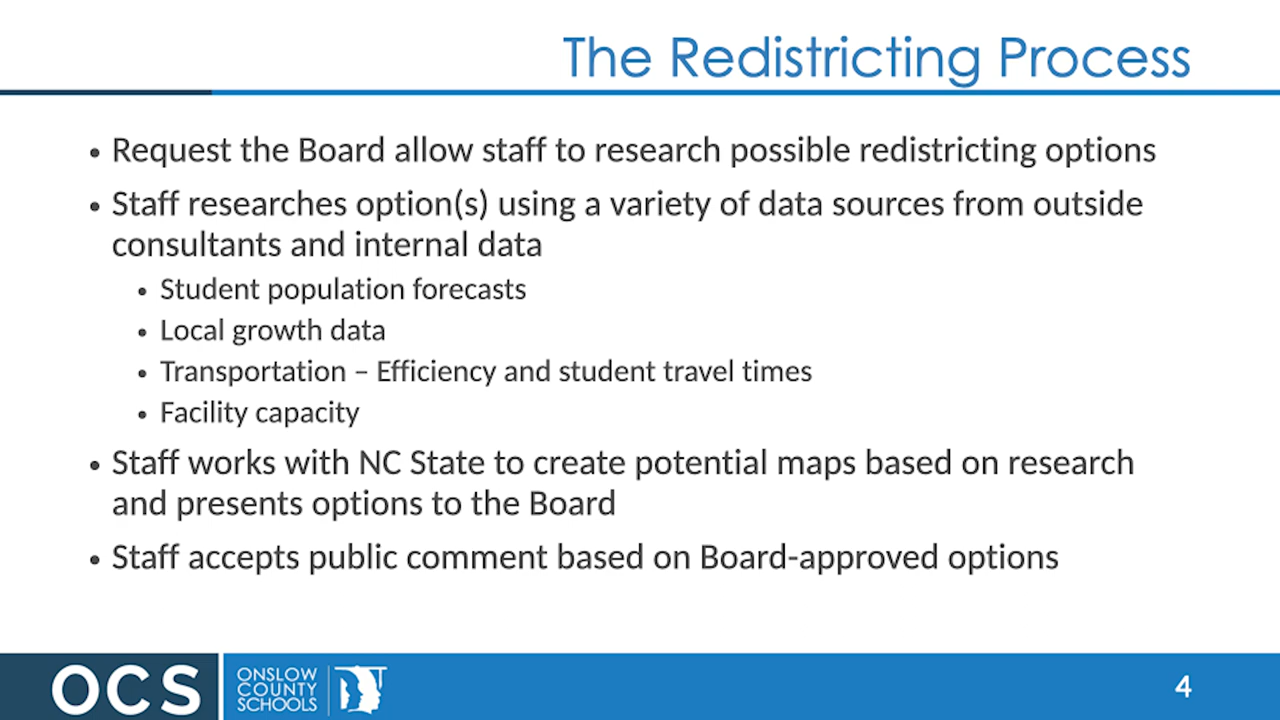 The Redistricting Process
• Request the Board allow staff to research possible redistricting options
• Staff researches option(s) using a variety of data sources from outside
consultants and internal data
• Student population forecasts
• Local growth data
• Transportation – Efficiency and student travel times
• Facility capacity
• Staff works with NC State to create potential maps based on research
and presents options to the Board
• Staff accepts public comment based on Board-approved options
OCS
ONSLOW
COUNTY
SCHOOLS
4